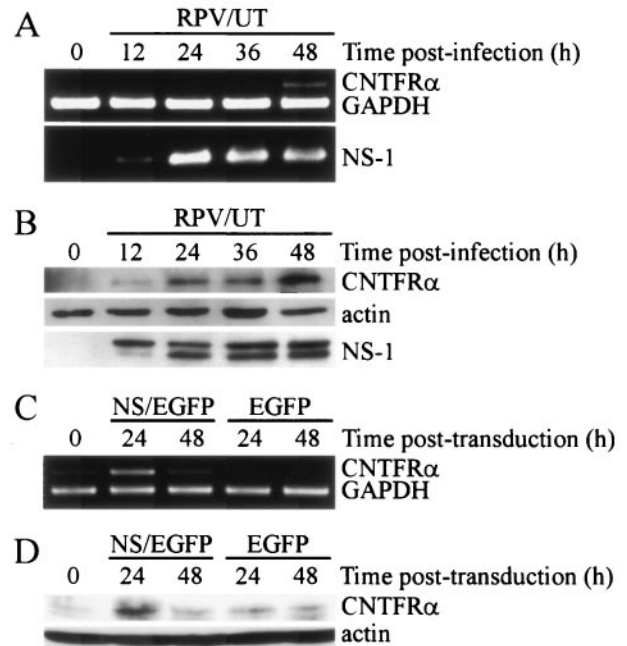 A
RPV/UT
0 12 24 36 48 Time post-infection (h)
CNTFRα
GAPDH
NS-1
B
RPV/UT
0 12 24 36 48 Time post-infection (h)
CNTFRα
actin
NS-1
C
NS/EGFP EGFP
0 24 48 24 48 Time post-transduction (h)
CNTFRα
GAPDH
D
NS/EGFP EGFP
0 24 48 24 48 Time post-transduction (h)
CNTFRα
actin